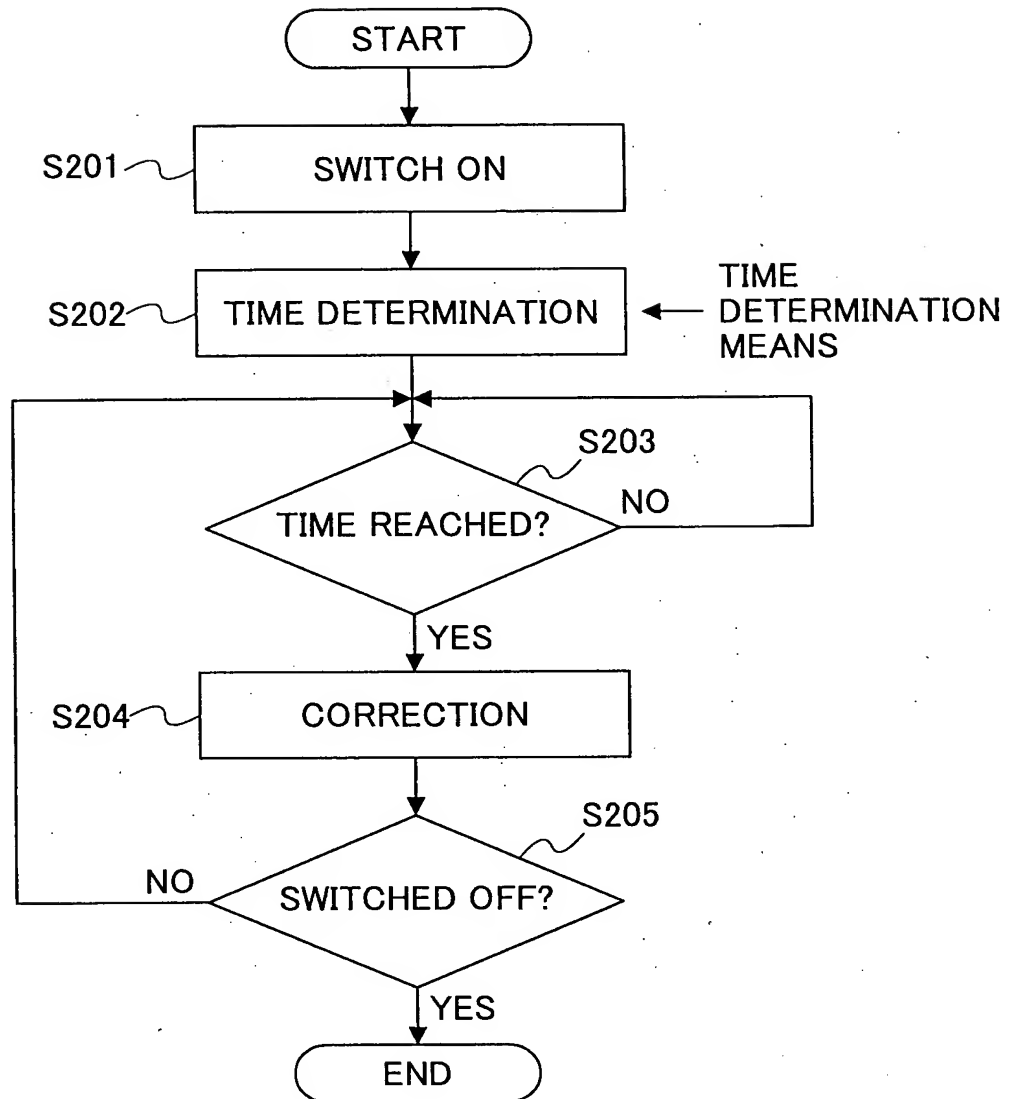 START
S201
SWITCH ON
S202
TIME DETERMINATION
TIME
DETERMINATION
MEANS
S203
TIME REACHED?
NO
YES
S204
CORRECTION
S205
NO
SWITCHED OFF?
YES
END